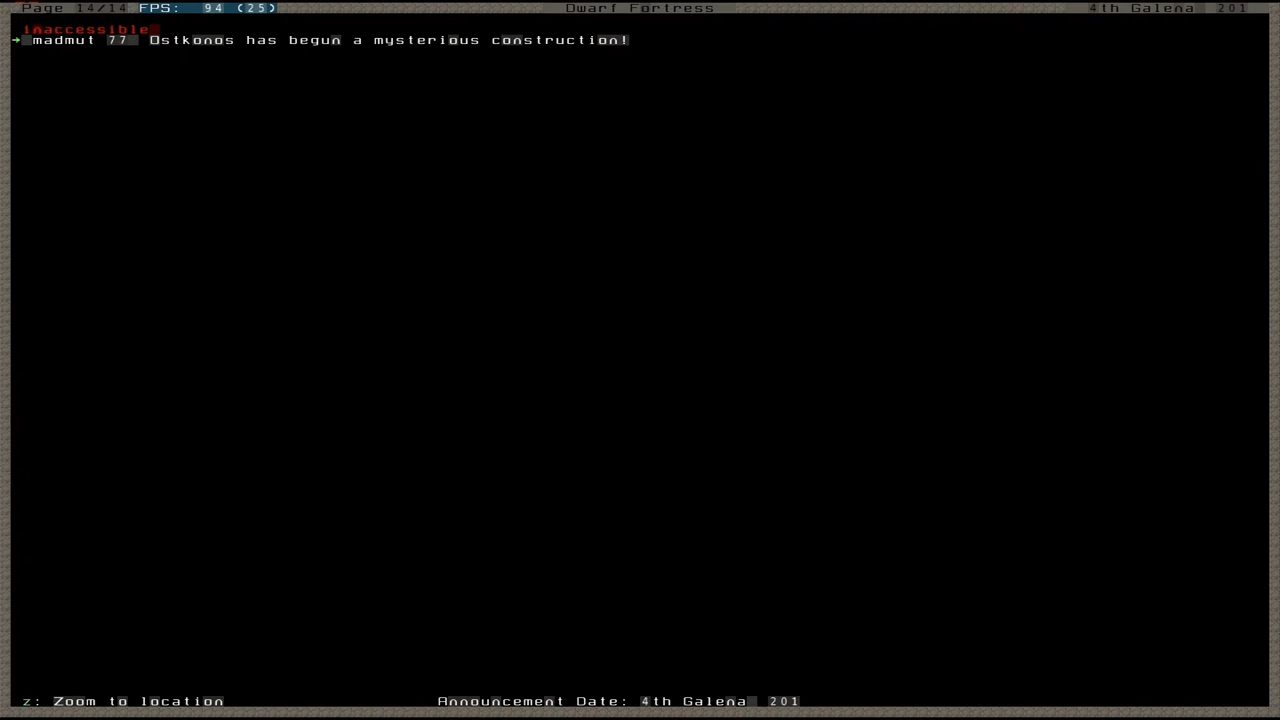 Page 14/14 FPS: 94 (25) Dwarf Fortress 4th Galena 201
inaccessible
madmut 77 Ostkonos has begun a mysterious construction!
z: Zoom to location Announcement Date: 4th Galena 201